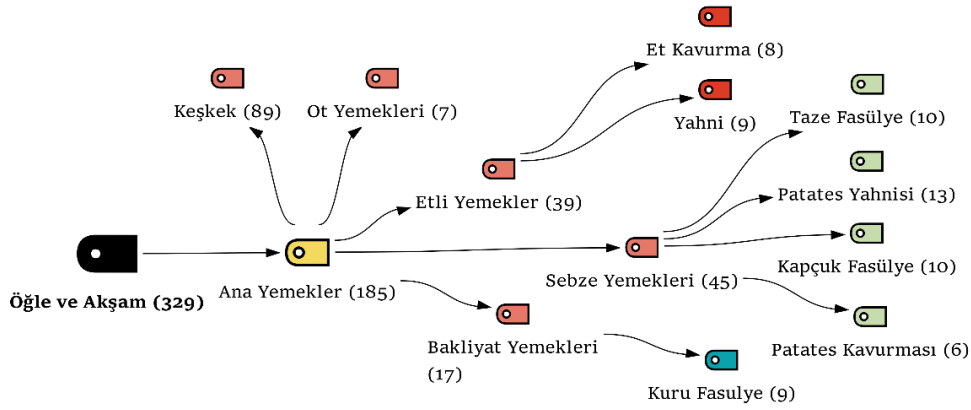 Et Kavurma (8)
Keşkek (89)
Ot Yemekleri (7)
Yahni (9)
Taze Fasülye (10)
Etli Yemekler (39)
Patates Yahnisi (13)
Kapçuk Fasülye (10)
Öğle ve Akşam (329)
Ana Yemekler (185)
Sebze Yemekleri (45)
Bakliyat Yemekleri
(17)
Patates Kavurması (6)
Kuru Fasulye (9)